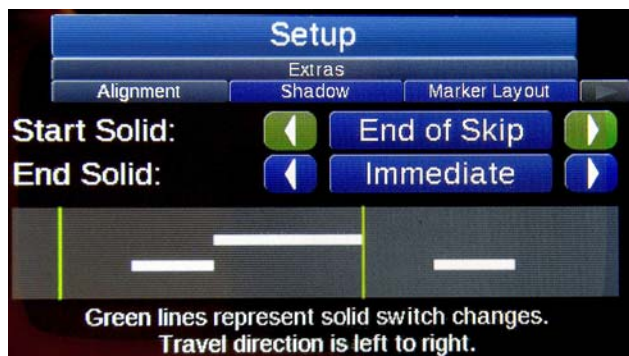 Setup
Extras
Alignment Shadow Marker Layout
Start Solid: End of Skip
End Solid: Immediate
Green lines represent solid switch changes.
Travel direction is left to right.